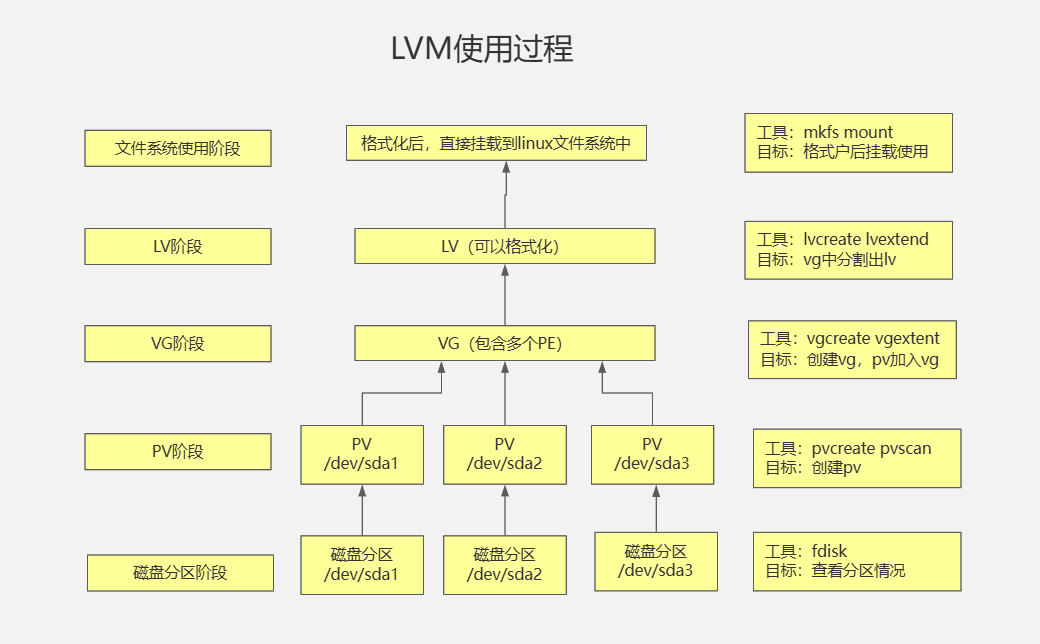 LVM使用过程
文件系统使用阶段
格式化后，直接挂载到linux文件系统中
工具：mkfs mount
目标：格式户后挂载使用
LV阶段
LV（可以格式化）
工具：lvcreate lvextend
目标：vg中分割出lv
VG阶段
VG（包含多个PE）
工具：vgcreate vgextent
目标：创建vg，pv加入vg
PV阶段
PV
/dev/sda1
PV
/dev/sda2
PV
/dev/sda3
工具：pvcreate pvscan
目标：创建pv
磁盘分区阶段
磁盘分区
/dev/sda1
磁盘分区
/dev/sda2
磁盘分区
/dev/sda3
工具：fdisk
目标：查看分区情况